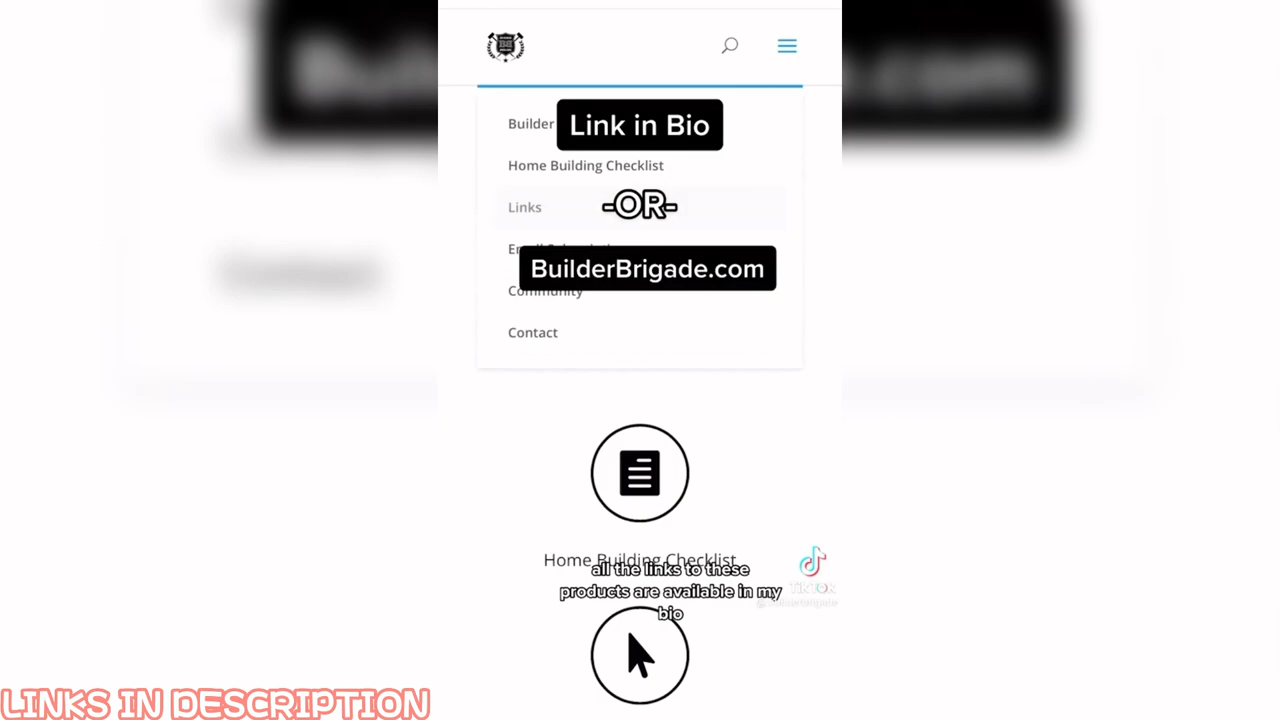 Builder
Link in Bio
Home Building Checklist
Links
-OR-
BuilderBrigade.com
Community
Contact
Home Building Checklist
all the links to these
products are available in my
bio
TikTok
LINKS IN DESCRIPTION